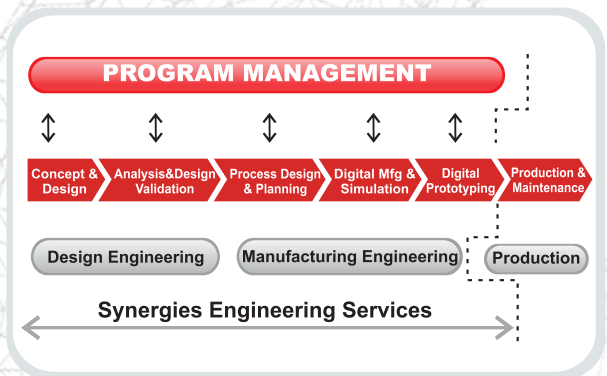 PROGRAM MANAGEMENT
Concept &
Design
Analysis&Design
Validation
Process Design
& Planning
Digital Mfg &
Simulation
Digital
Prototyping
Production &
Maintenance
Design Engineering
Manufacturing Engineering
Production
Synergies Engineering Services